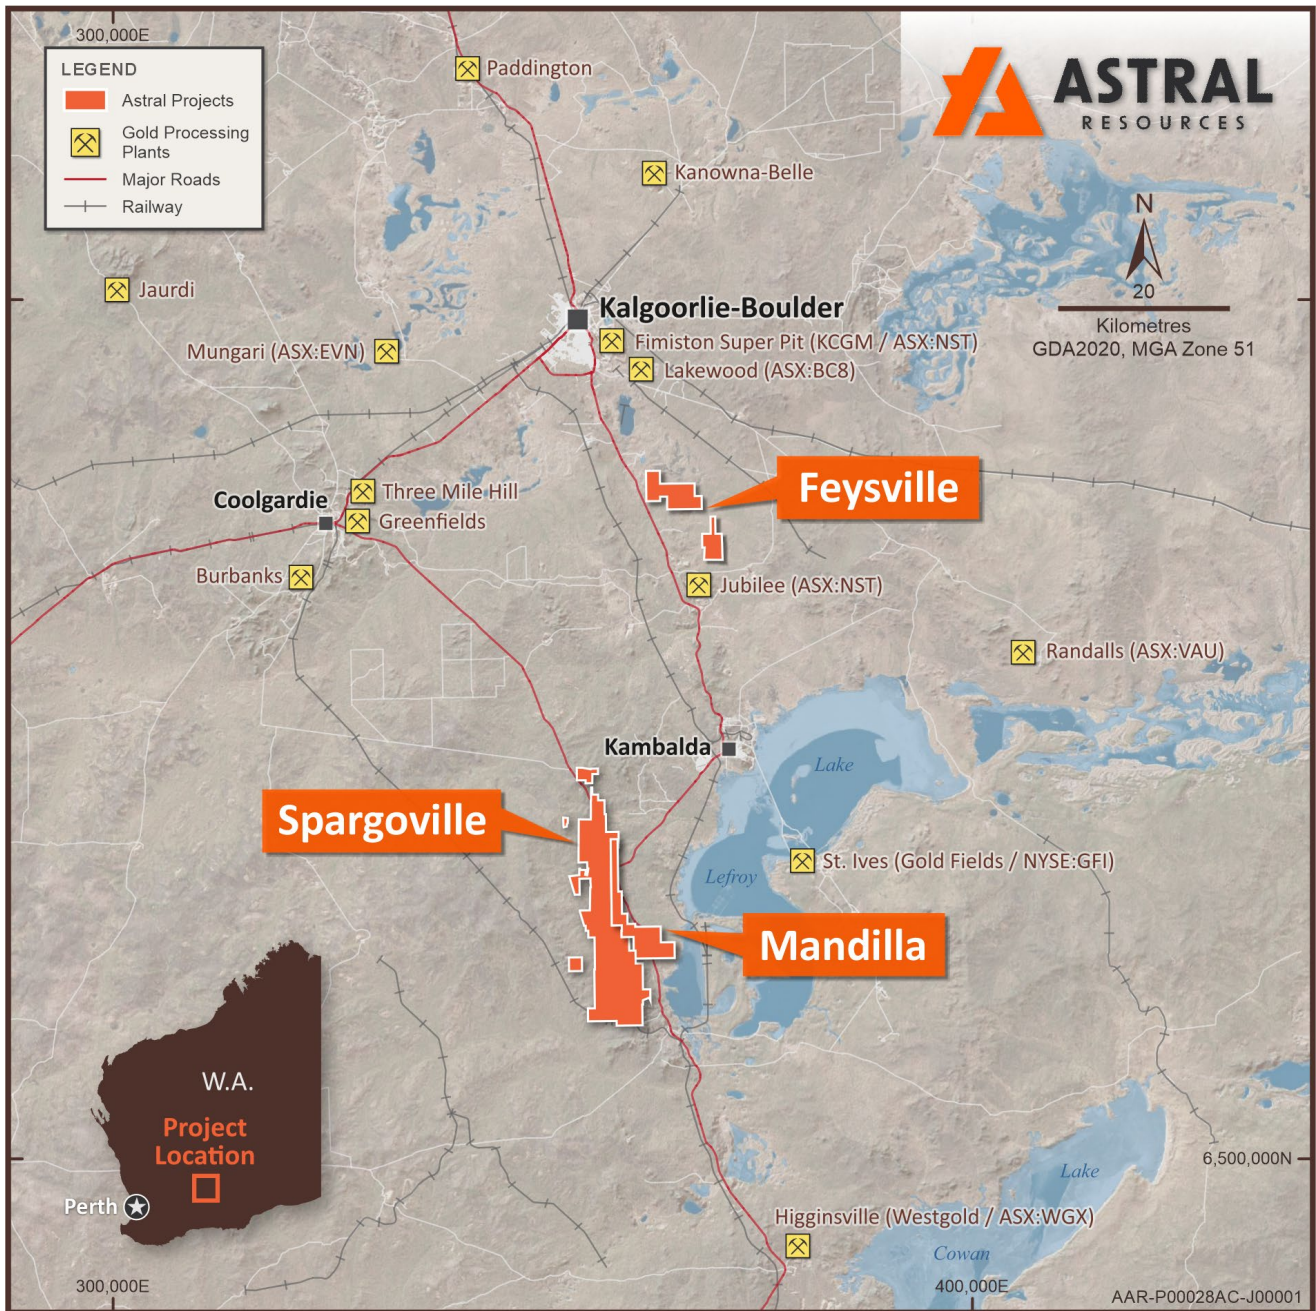 300,000E
LEGEND
Astral Projects
Gold Processing
Plants
Major Roads
Railway
ASTRAL
RESOURCES
Paddington
Kanowna-Belle
N
20
Kilometres
GDA2020, MGA Zone 51
Jaurdi
Kalgoorlie-Boulder
Fimiston Super Pit (KCGM / ASX:NST)
Mungari (ASX:EVN)
Lakewood (ASX:BC8)
Feysville
Three Mile Hill
Coolgardie
Greenfields
Burbanks
Jubilee (ASX:NST)
Randalls (ASX:VAU)
Kambalda
Lake
Spargoville
St. Ives (Gold Fields / NYSE:GFI)
Lefroy
Mandilla
W.A.
Project
Location
Perth
6,500,000N
Lake
Higginsville (Westgold / ASX:WGX)
Cowan
300,000E
400,000E
AAR-P00028AC-J00001